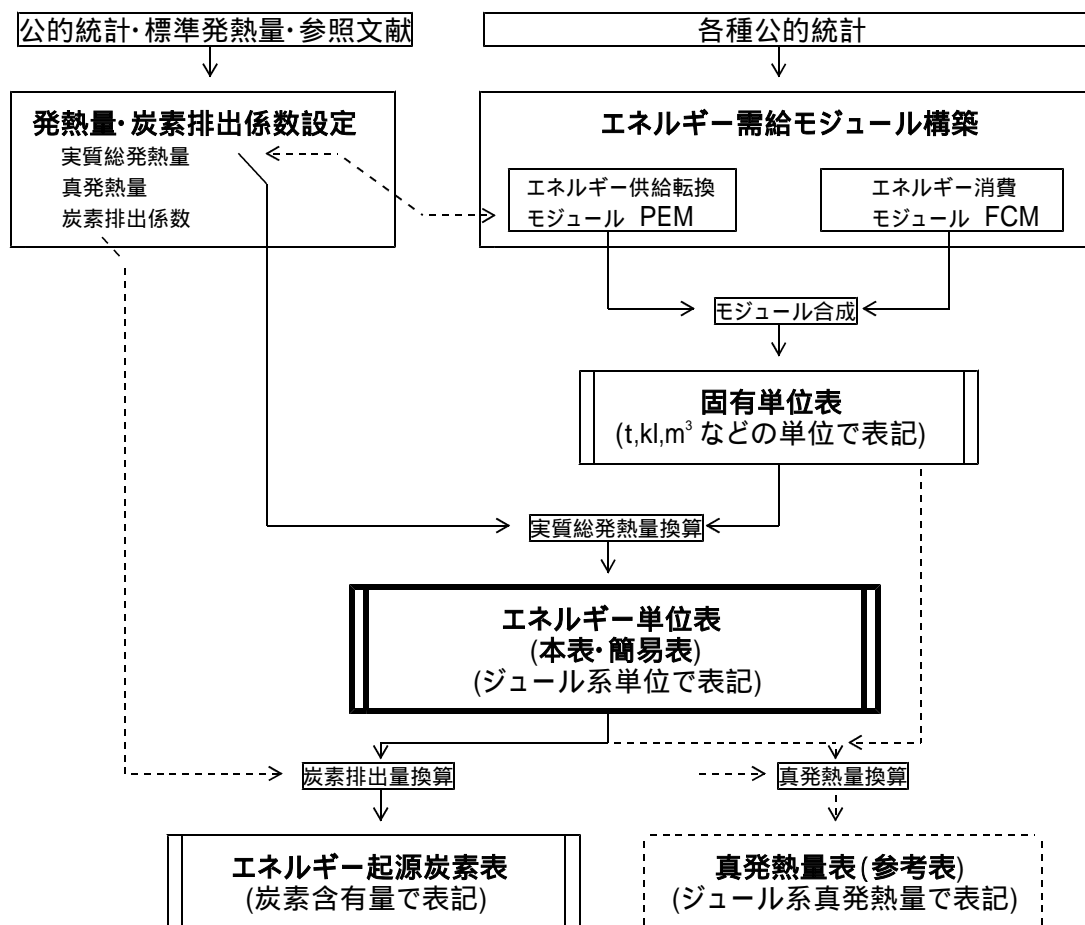 公的統計・標準発熱量・参照文献
各種公的統計
発熱量・炭素排出係数設定
実質総発熱量
真発熱量
炭素排出係数
エネルギー需給モジュール構築
エネルギー供給転換
モジュール PEM
エネルギー消費
モジュール FCM
モジュール合成
固有単位表
(t,kl,m³ などの単位で表記)
実質総発熱量換算
エネルギー単位表
(本表・簡易表)
(ジュール系単位で表記)
炭素排出量換算
真発熱量換算
エネルギー起源炭素表
(炭素含有量で表記)
真発熱量表(参考表)
(ジュール系真発熱量で表記)